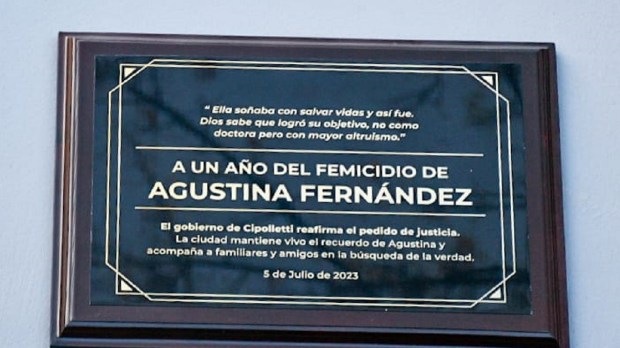 “ Ella soñaba con salvar vidas y así fue.
Dios sabe que logró su objetivo, no como
doctora pero con mayor altruismo.”
A UN AÑO DEL FEMICIDIO DE
AGUSTINA FERNÁNDEZ
El gobierno de Cipolletti reafirma el pedido de justicia.
La ciudad mantiene vivo el recuerdo de Agustina y
acompaña a familiares y amigos en la búsqueda de la verdad.
5 de Julio de 2023